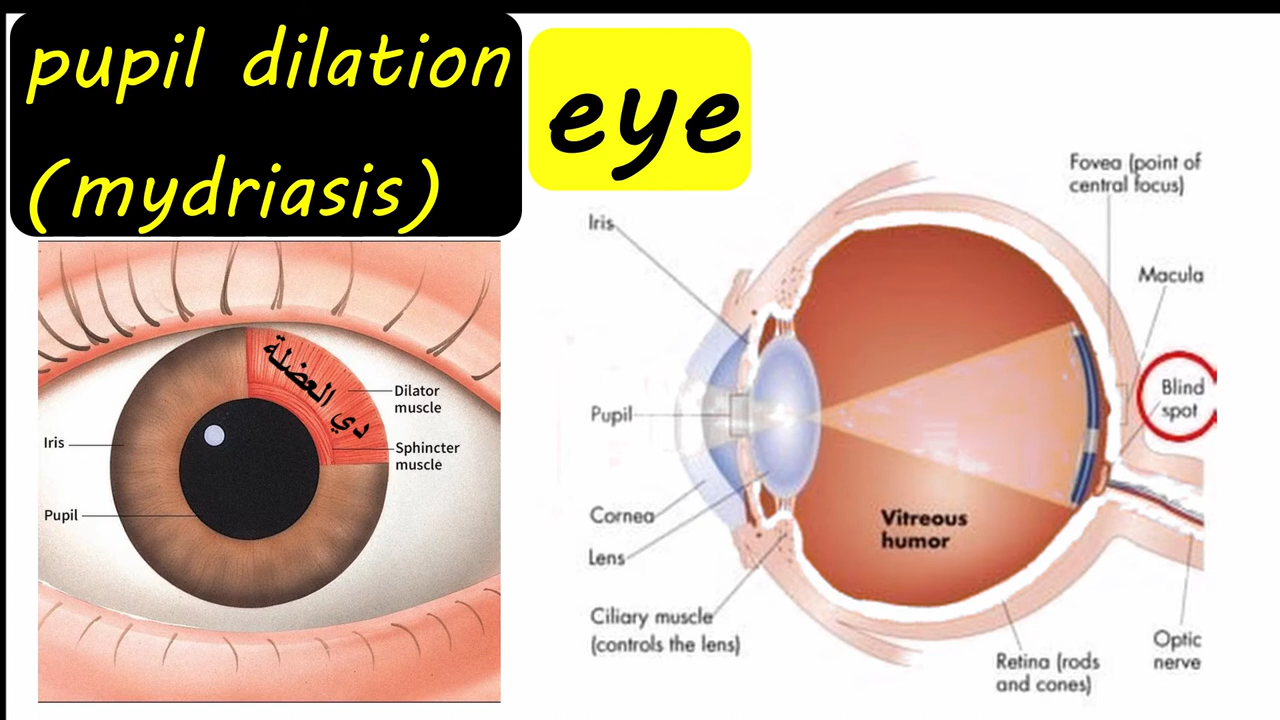 pupil dilation
(mydriasis)
eye
دي العضلة
Dilator
muscle
Sphincter
muscle
Iris
Pupil
Iris
Pupil
Cornea
Lens
Ciliary muscle
(controls the lens)
Vitreous
humor
Fovea (point of
central focus)
Macula
Blind
spot
Optic
nerve
Retina (rods
and cones)